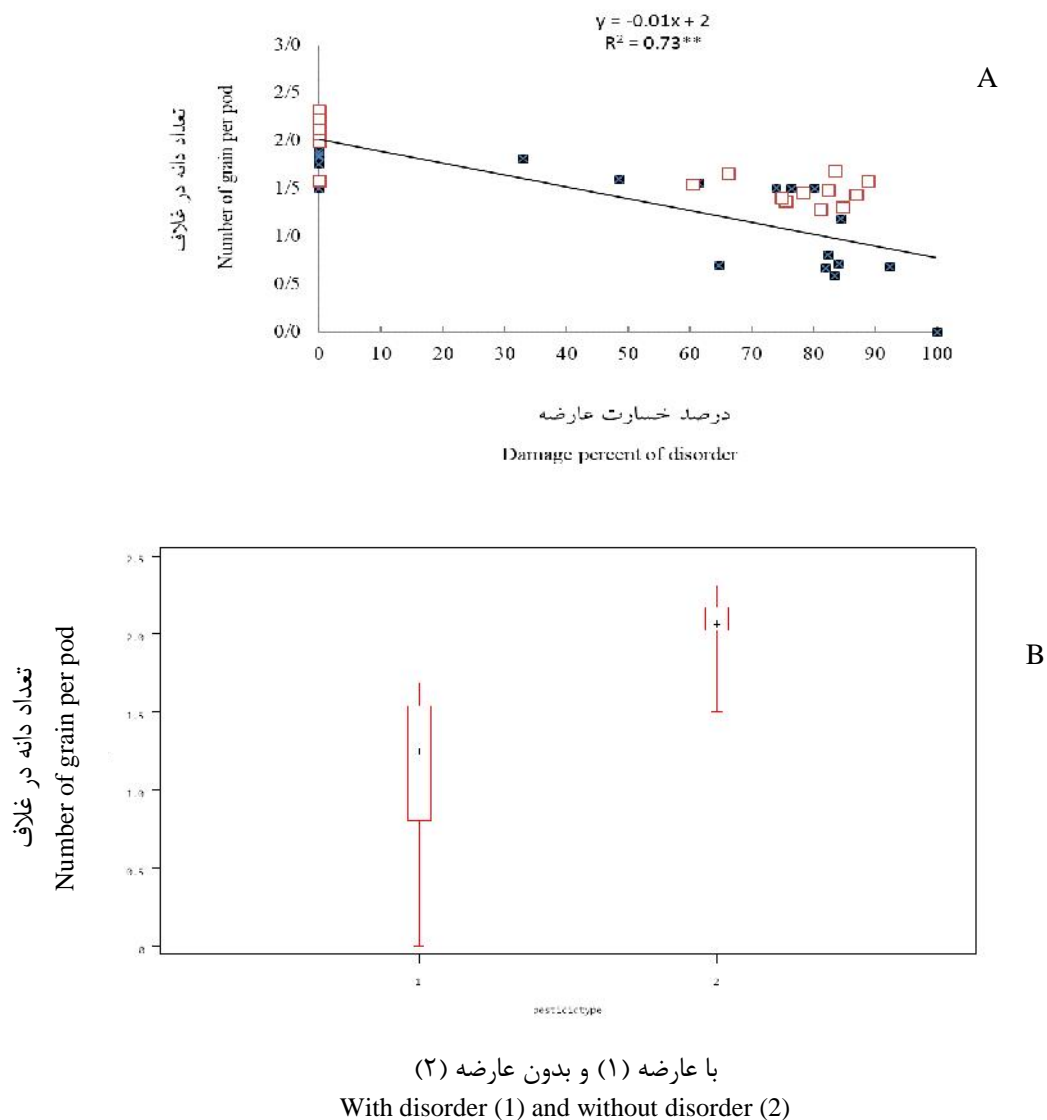 y = -0.01x + 2
R² = 0.73**
A
3/0
2/5
2/0
1/5
1/0
0/5
0/0
تعداد دانه در غلاف
Number of grain per pod
0 10 20 30 40 50 60 70 80 90 100
درصد خسارت عارضه
Damage percent of disorder
B
2.5
2.0
1.5
1.0
0.5
0
تعداد دانه در غلاف
Number of grain per pod
1 2
pesticictype
با عارضه (۱) و بدون عارضه (۲)
With disorder (1) and without disorder (2)